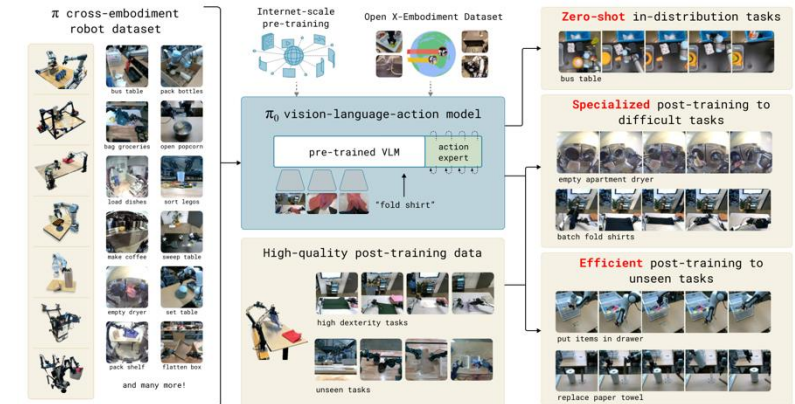 π cross-embodiment
robot dataset
bus table
pack bottles
bag groceries
open popcorn
load dishes
sort legos
make coffee
sweep table
empty dryer
set table
pack shelf
flatten box
and many more!
Internet-scale
pre-training
Open X-Embodiment Dataset
π₀ vision-language-action model
pre-trained VLM
action
expert
"fold shirt"
High-quality post-training data
high dexterity tasks
unseen tasks
Zero-shot in-distribution tasks
bus table
Specialized post-training to
difficult tasks
empty apartment dryer
batch fold shirts
Efficient post-training to
unseen tasks
put items in drawer
replace paper towel